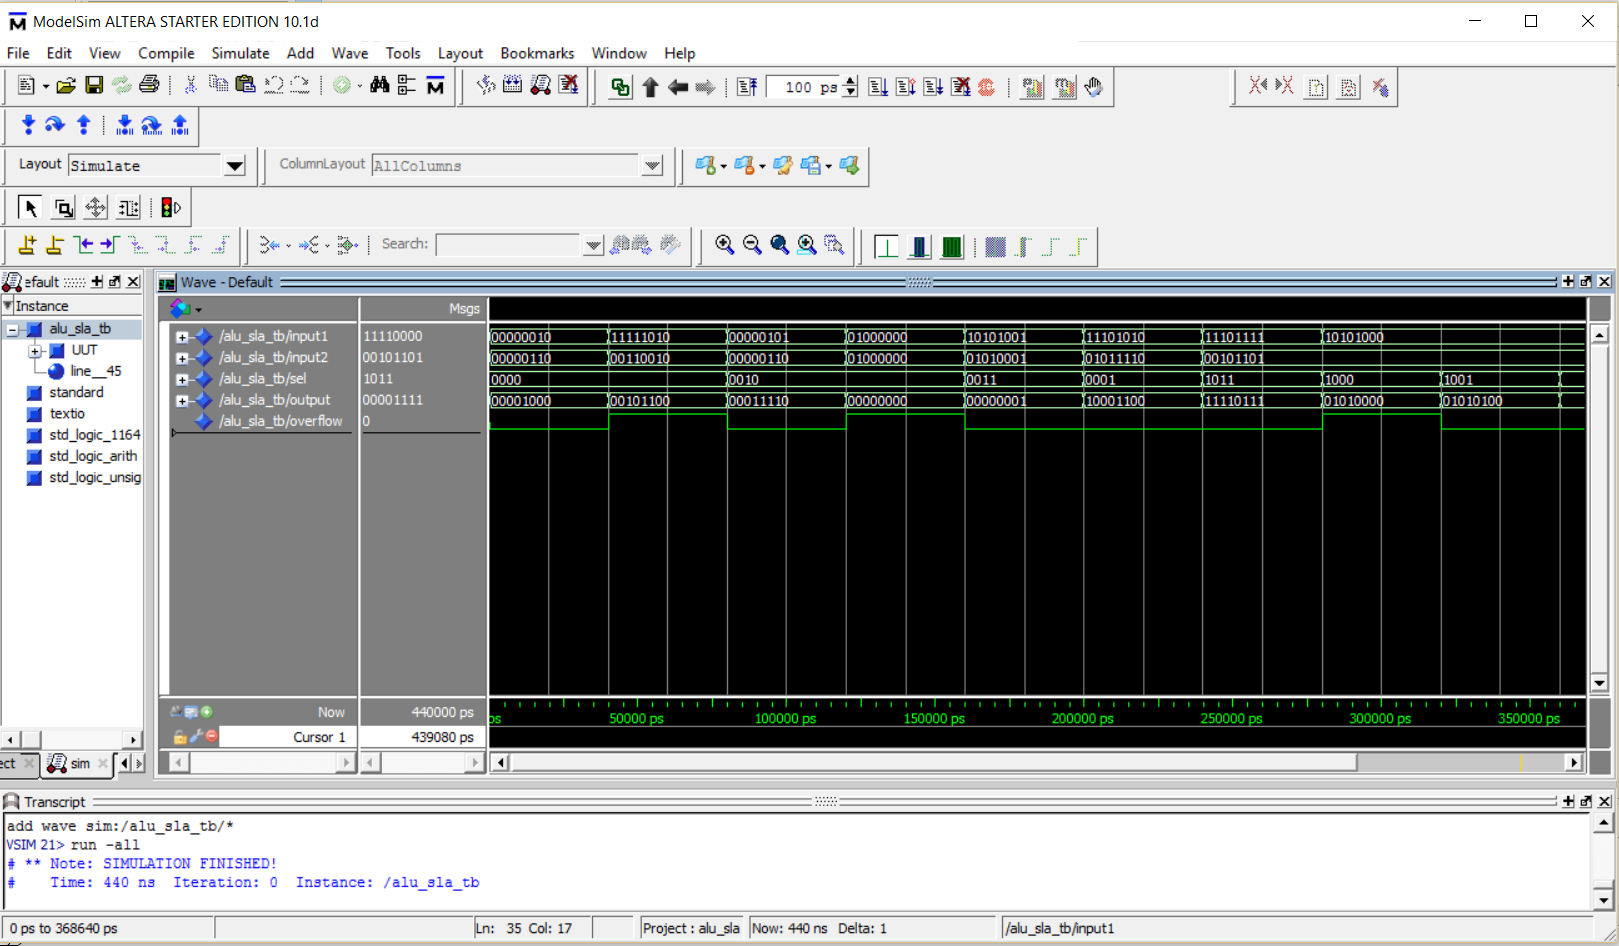 ModelSim ALTERA STARTER EDITION 10.1d
File Edit View Compile Simulate Add Wave Tools Layout Bookmarks Window Help
100 ps
Layout Simulate ColumnLayout AllColumns
Search:
efault
Wave - Default
Instance
Msgs
alu_sla_tb
UUT
line__45
standard
textio
std_logic_1164
std_logic_arith
std_logic_unsig
/alu_sla_tb/input1 11110000 00000010 11111010 00000101 01000000 10101001 11101010 11101111 10101000
/alu_sla_tb/input2 00101101 00000110 00110010 00000110 01000000 01010001 01011110 00101101
/alu_sla_tb/sel 1011 0000 0010 0011 0001 1011 1000 1001
/alu_sla_tb/output 00001111 00001000 00101100 00011110 00000000 00000001 10001100 11110111 01010000 01010100
/alu_sla_tb/overflow 0
Now 440000 ps
ps 50000 ps 100000 ps 150000 ps 200000 ps 250000 ps 300000 ps 350000 ps
Cursor 1 439080 ps
ect sim
Transcript
add wave sim:/alu_sla_tb/*
VSIM 21> run -all
# ** Note: SIMULATION FINISHED!
# Time: 440 ns Iteration: 0 Instance: /alu_sla_tb
0 ps to 368640 ps Ln: 35 Col: 17 Project : alu_sla Now: 440 ns Delta: 1 /alu_sla_tb/input1